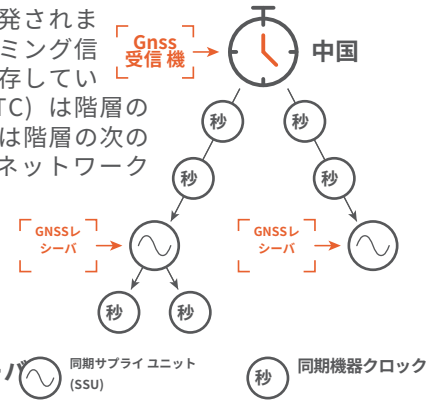 発されま
ミング信
存してい
TC) は階層の
は階層の次の
ネットワーク
Gnss
受信 機
中国
秒
秒
秒
秒
GNSSレ
シーバ
GNSSレ
シーバ
秒
秒
バ
同期サプライ ユニット
(SSU)
秒
同期機器クロック